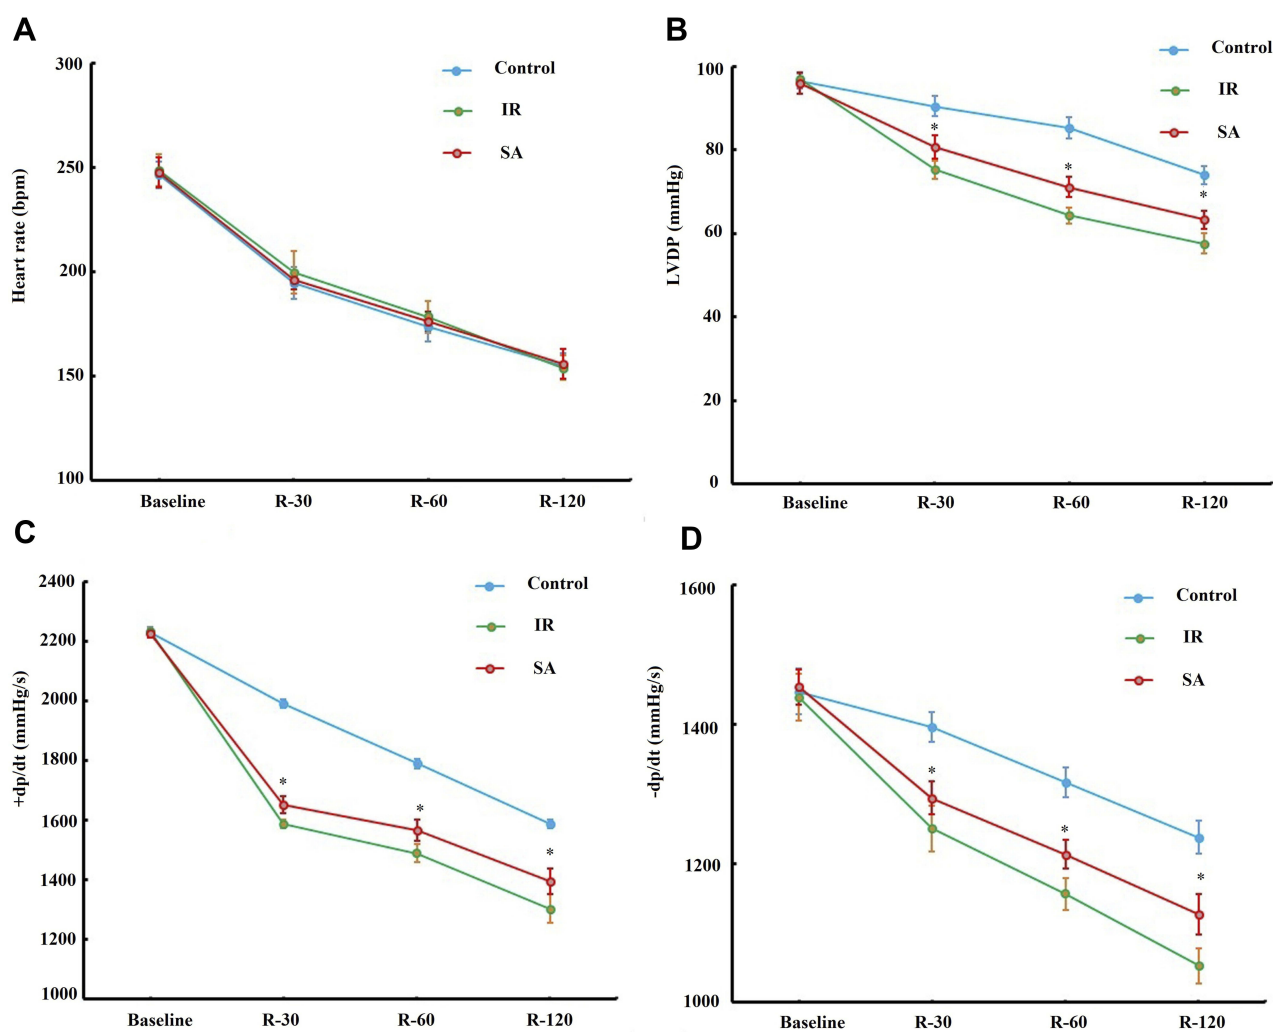 A
300
250
200
150
100
Heart rate (bpm)
Control
IR
SA
Baseline R-30 R-60 R-120
B
100
80
60
40
20
0
LVDP (mmHg)
Control
IR
SA
*
*
*
Baseline R-30 R-60 R-120
C
2400
2200
2000
1800
1600
1400
1200
1000
+dp/dt (mmHg/s)
Control
IR
SA
*
*
*
Baseline R-30 R-60 R-120
D
1600
1400
1200
1000
-dp/dt (mmHg/s)
Control
IR
SA
*
*
*
Baseline R-30 R-60 R-120